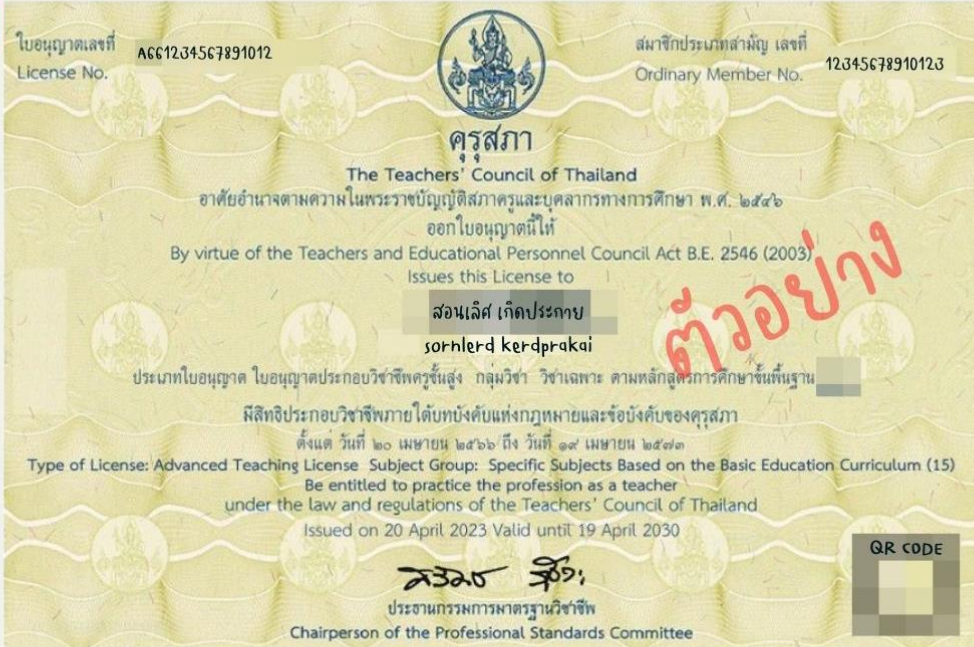 ใบอนุญาตเลขที่ A661234567891012
License No.
สมาชิกประเภทสามัญ เลขที่ 12345678910123
Ordinary Member No.
คุรุสภา
The Teachers' Council of Thailand
อาศัยอำนาจตามความในพระราชบัญญัติสภาครูและบุคลากรทางการศึกษา พ.ศ. ๒๕๔๖
ออกใบอนุญาตนี้ให้
By virtue of the Teachers and Educational Personnel Council Act B.E. 2546 (2003)
Issues this License to
ตัวอย่าง
สอนเลิศ เกิดประกาย
sornlerd kerdprakai
ประเภทใบอนุญาต ใบอนุญาตประกอบวิชาชีพครูชั้นสูง กลุ่มวิชา วิชาเฉพาะ ตามหลักสูตรการศึกษาขั้นพื้นฐาน
มีสิทธิประกอบวิชาชีพภายใต้บทบังคับแห่งกฎหมายและข้อบังคับของคุรุสภา
ตั้งแต่ วันที่ ๒๐ เมษายน ๒๕๖๖ ถึง วันที่ ๑๙ เมษายน ๒๕๗๓
Type of License: Advanced Teaching License Subject Group: Specific Subjects Based on the Basic Education Curriculum (15)
Be entitled to practice the profession as a teacher
under the law and regulations of the Teachers' Council of Thailand
Issued on 20 April 2023 Valid until 19 April 2030
QR CODE
ประธานกรรมการมาตรฐานวิชาชีพ
Chairperson of the Professional Standards Committee